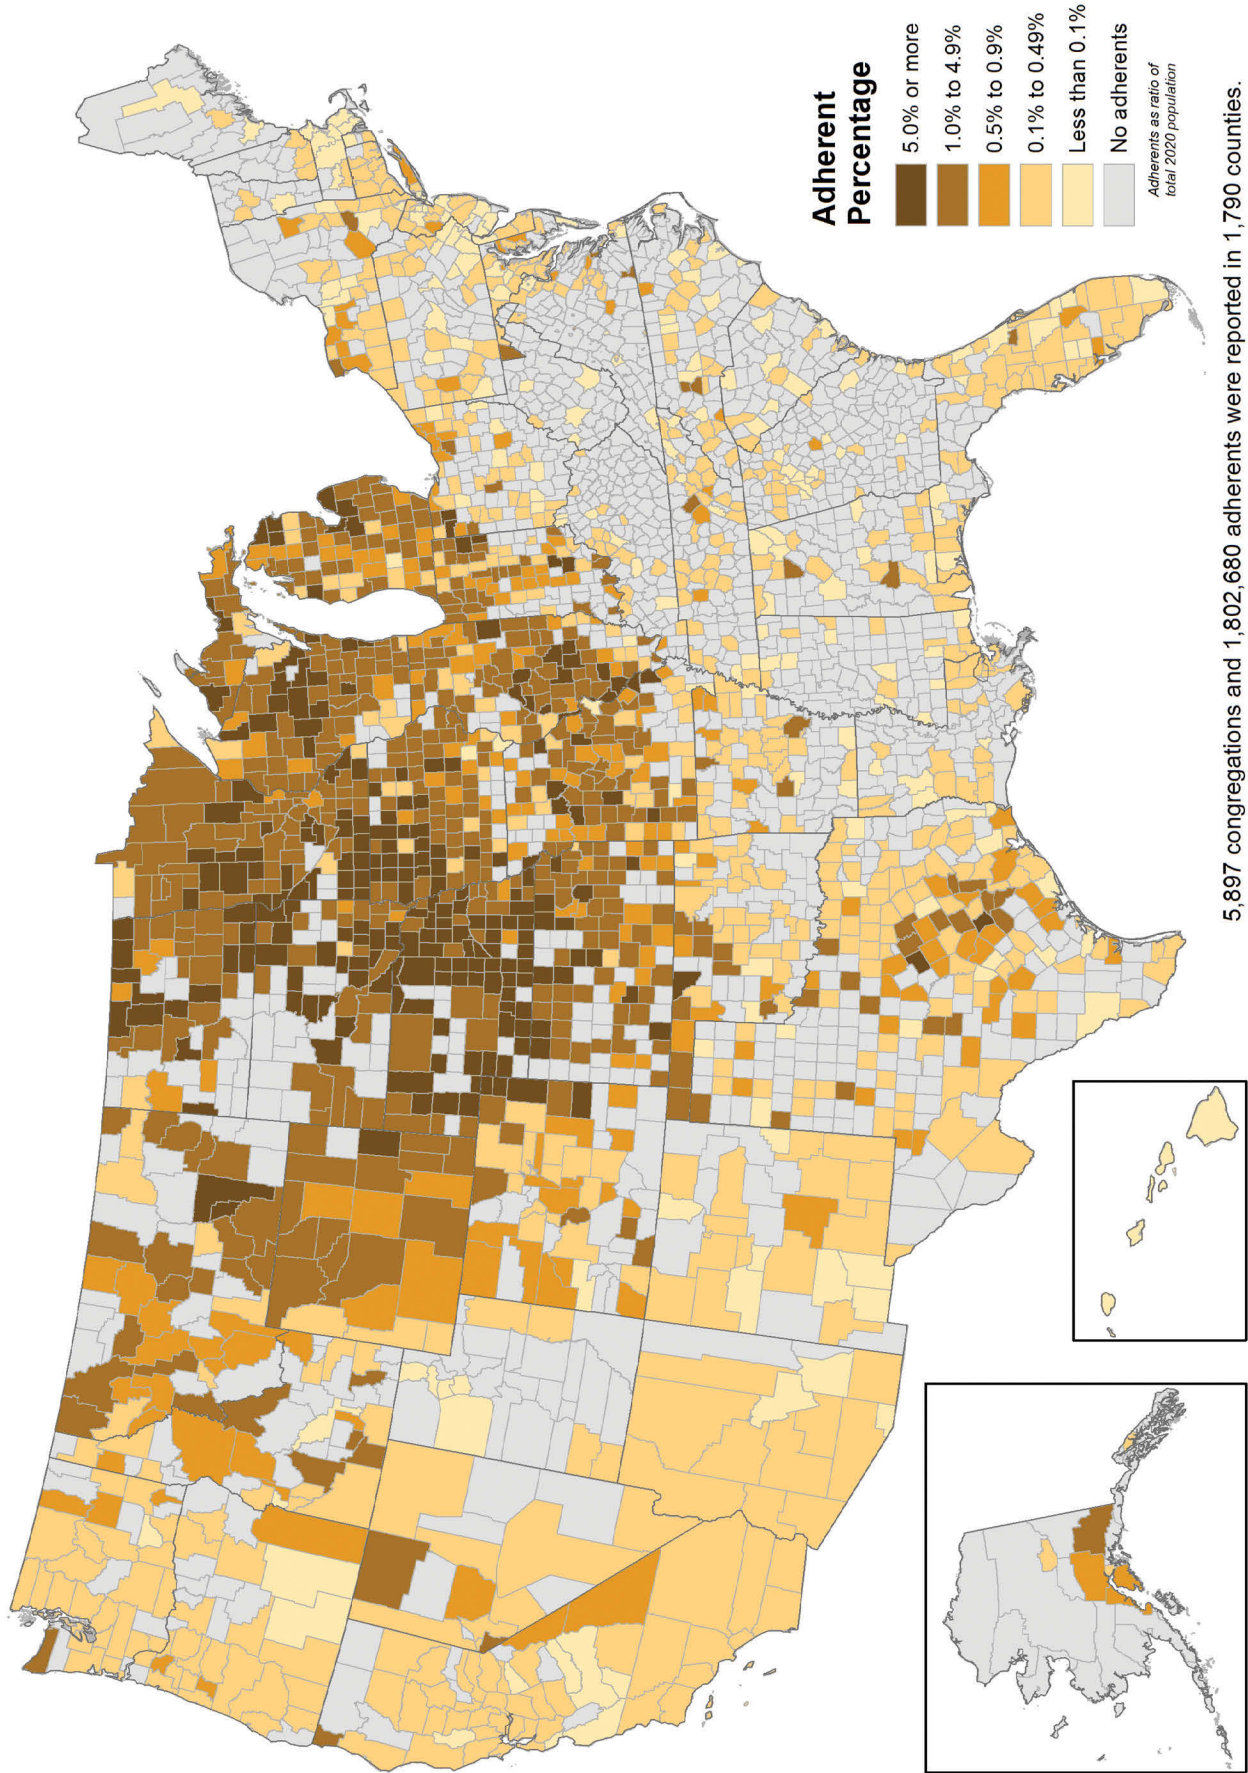 Adherent
Percentage
5.0% or more
1.0% to 4.9%
0.5% to 0.9%
0.1% to 0.49%
Less than 0.1%
No adherents
Adherents as ratio of
total 2020 population
5,897 congregations and 1,802,680 adherents were reported in 1,790 counties.